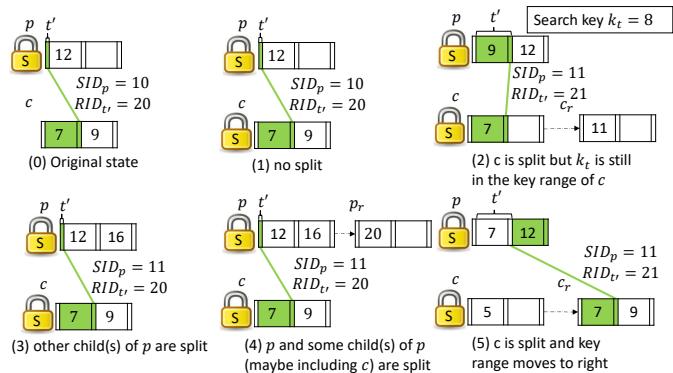 Search key k_t = 8
p t'
S 12
SID_p = 10
RID_t' = 20
c
7 9
(0) Original state
p t'
S 12
SID_p = 10
RID_t' = 20
c
S 7 9
(1) no split
p t'
S 9 12
SID_p = 11
RID_t' = 21
c c_r
S 7 11
(2) c is split but k_t is still
in the key range of c
p t'
S 12 16
SID_p = 11
RID_t' = 20
c
S 7 9
(3) other child(s) of p are split
p t' p_r
S 12 16 20
SID_p = 11
RID_t' = 20
c
S 7 9
(4) p and some child(s) of p
(maybe including c) are split
p t'
S 7 12
SID_p = 11
RID_t' = 21
c c_r
S 5 7 9
(5) c is split and key
range moves to right